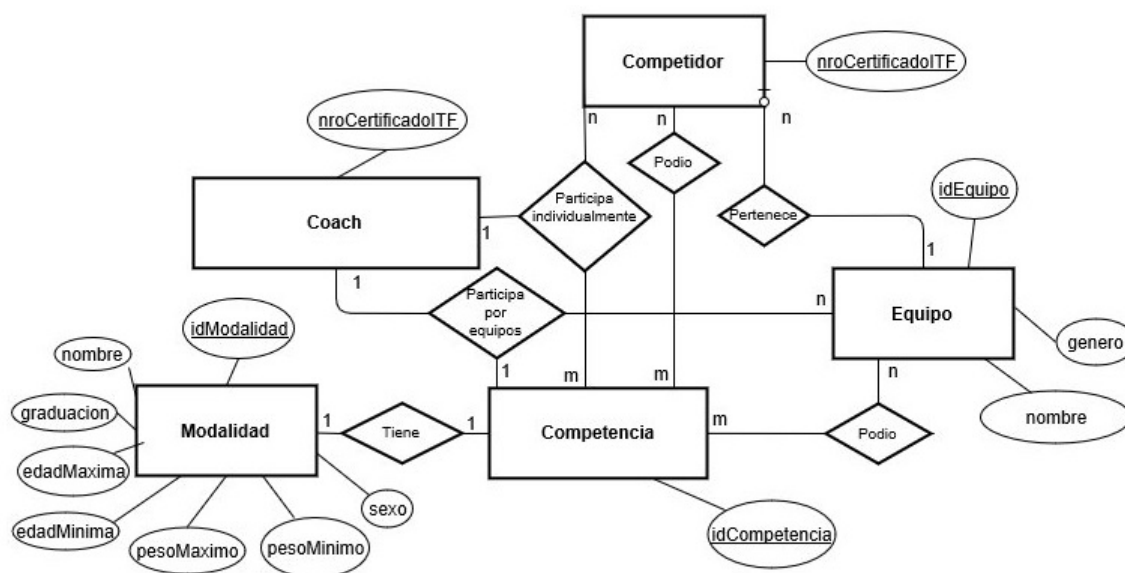 Competidor
nroCertificadoITF
n
n
n
nroCertificadoITF
Podio
Participa
individualmente
Pertenece
idEquipo
Coach
1
1
1
Participa
por
equipos
n
Equipo
genero
nombre
idModalidad
nombre
graduacion
edadMaxima
edadMinima
pesoMaximo
pesoMinimo
sexo
Modalidad
1
Tiene
1
1
m
m
Competencia
m
n
Podio
idCompetencia